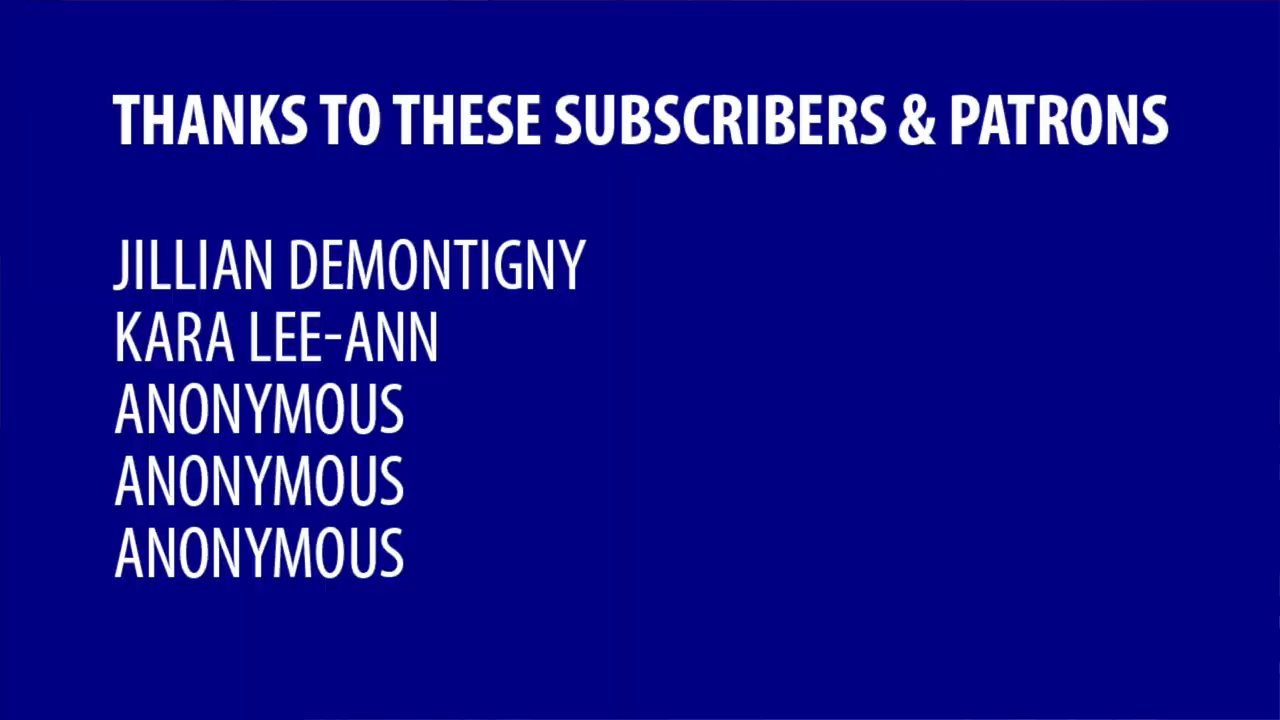 THANKS TO THESE SUBSCRIBERS & PATRONS
JILLIAN DEMONTIGNY
KARA LEE-ANN
ANONYMOUS
ANONYMOUS
ANONYMOUS